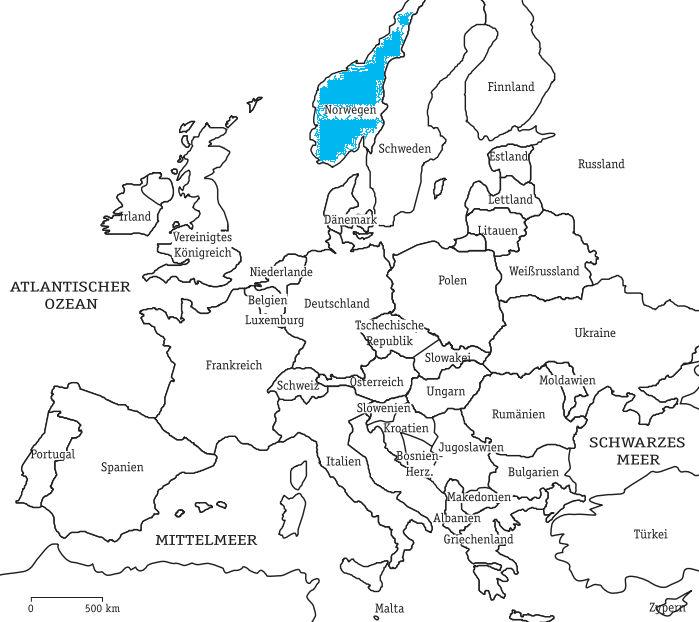 Finnland
Norwegen
Schweden
Estland
Russland
Lettland
Irland
Dänemark
Litauen
Vereinigtes
Königreich
Niederlande
Weißrussland
Polen
ATLANTISCHER
OZEAN
Belgien
Deutschland
Luxemburg
Tschechische
Republik
Ukraine
Slowakei
Frankreich
Schweiz
Österreich
Moldawien
Ungarn
Slowenien
Rumänien
Kroatien
SCHWARZES
MEER
Jugoslawien
Portugal
Spanien
Italien
Bosnien-
Herz.
Bulgarien
Makedonien
Albanien
Griechenland
Türkei
MITTELMEER
0 500 km
Malta
Zypern